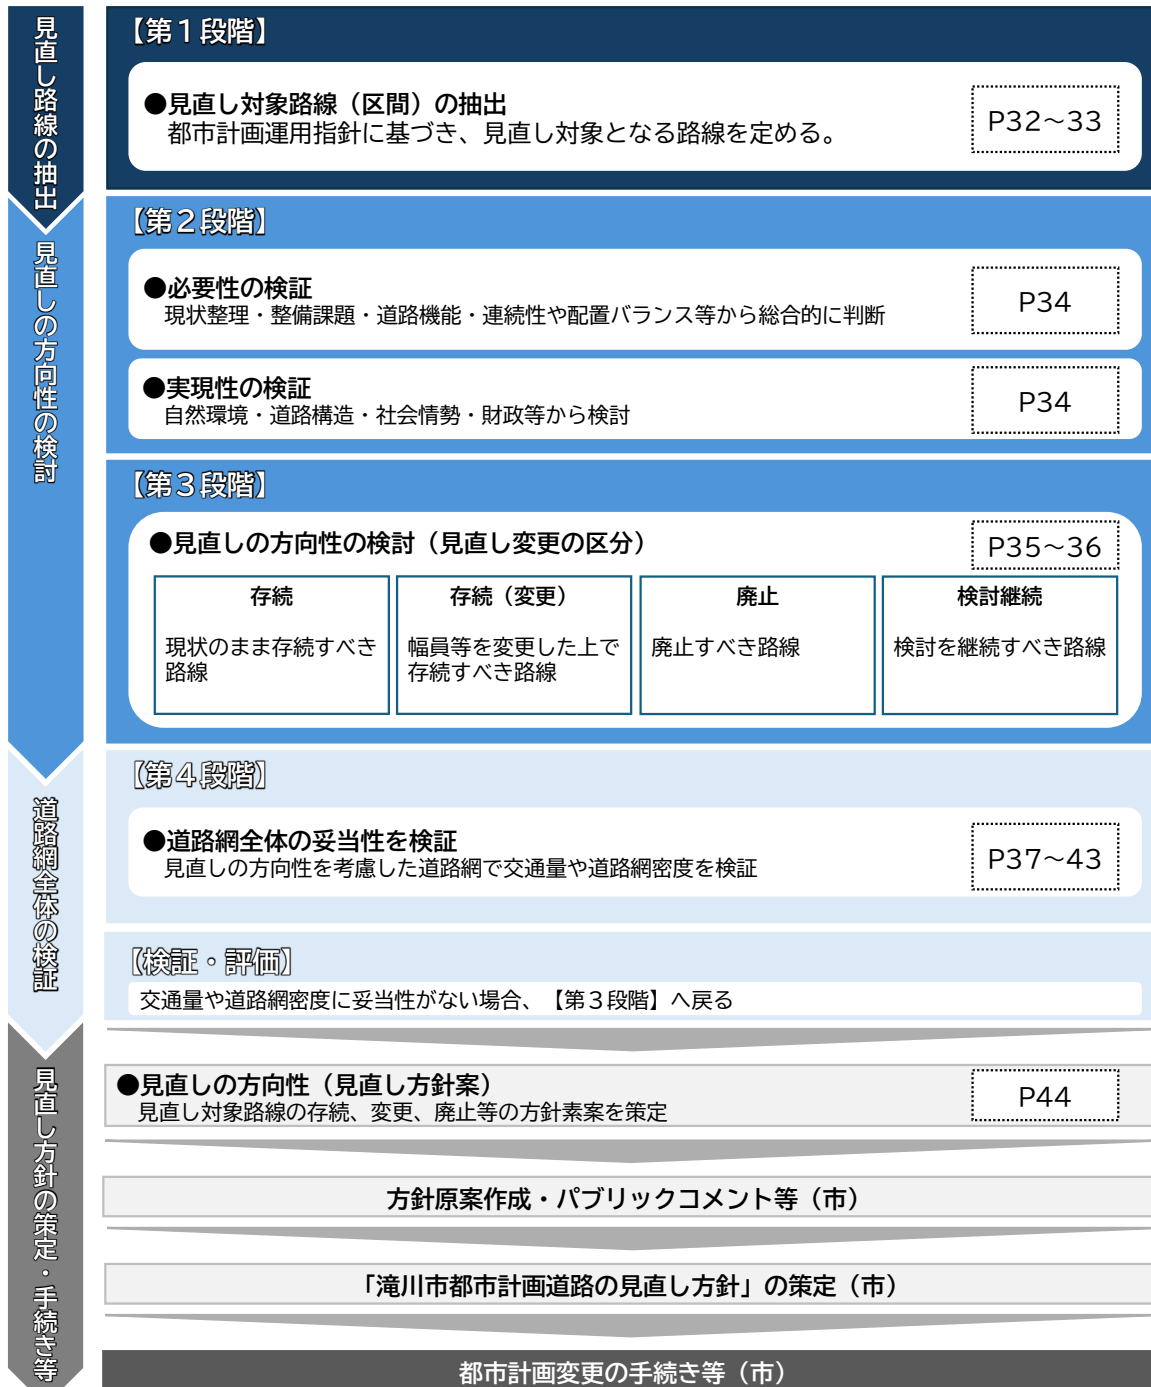 見直し路線の抽出
【第１段階】
●見直し対象路線（区間）の抽出
都市計画運用指針に基づき、見直し対象となる路線を定める。
P32～33
見直しの方向性の検討
【第２段階】
●必要性の検証
現状整理・整備課題・道路機能・連続性や配置バランス等から総合的に判断
P34
●実現性の検証
自然環境・道路構造・社会情勢・財政等から検討
P34
【第３段階】
●見直しの方向性の検討（見直し変更の区分）
P35～36
存続
現状のまま存続すべき
路線
存続（変更）
幅員等を変更した上で
存続すべき路線
廃止
廃止すべき路線
検討継続
検討を継続すべき路線
道路網全体の検証
【第４段階】
●道路網全体の妥当性を検証
見直しの方向性を考慮した道路網で交通量や道路網密度を検証
P37～43
【検証・評価】
交通量や道路網密度に妥当性がない場合、【第３段階】へ戻る
見直し方針の策定・手続き等
●見直しの方向性（見直し方針案）
見直し対象路線の存続、変更、廃止等の方針素案を策定
P44
方針原案作成・パブリックコメント等（市）
「滝川市都市計画道路の見直し方針」の策定（市）
都市計画変更の手続き等（市）